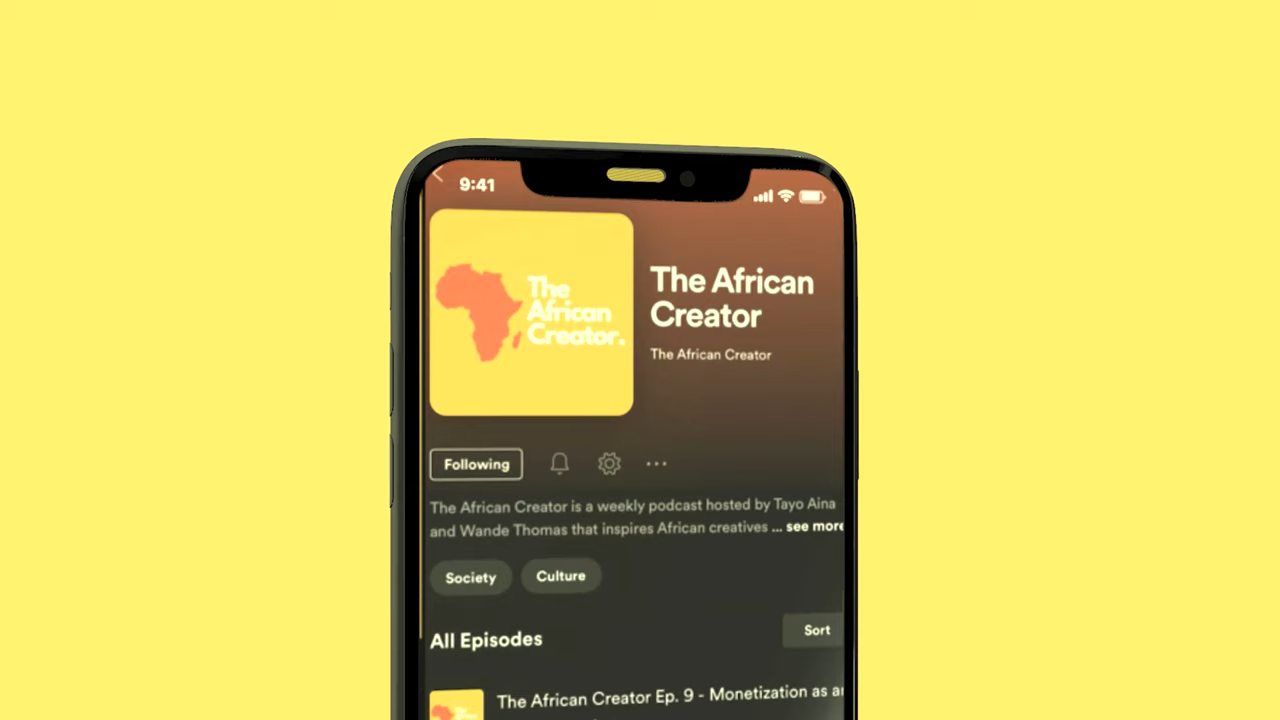 9:41
The
African
Creator.
The African
Creator
The African Creator
Following
The African Creator is a weekly podcast hosted by Tayo Aina
and Wande Thomas that inspires African creatives ... see more
Society
Culture
All Episodes
Sort
The African Creator Ep. 9 - Monetization as